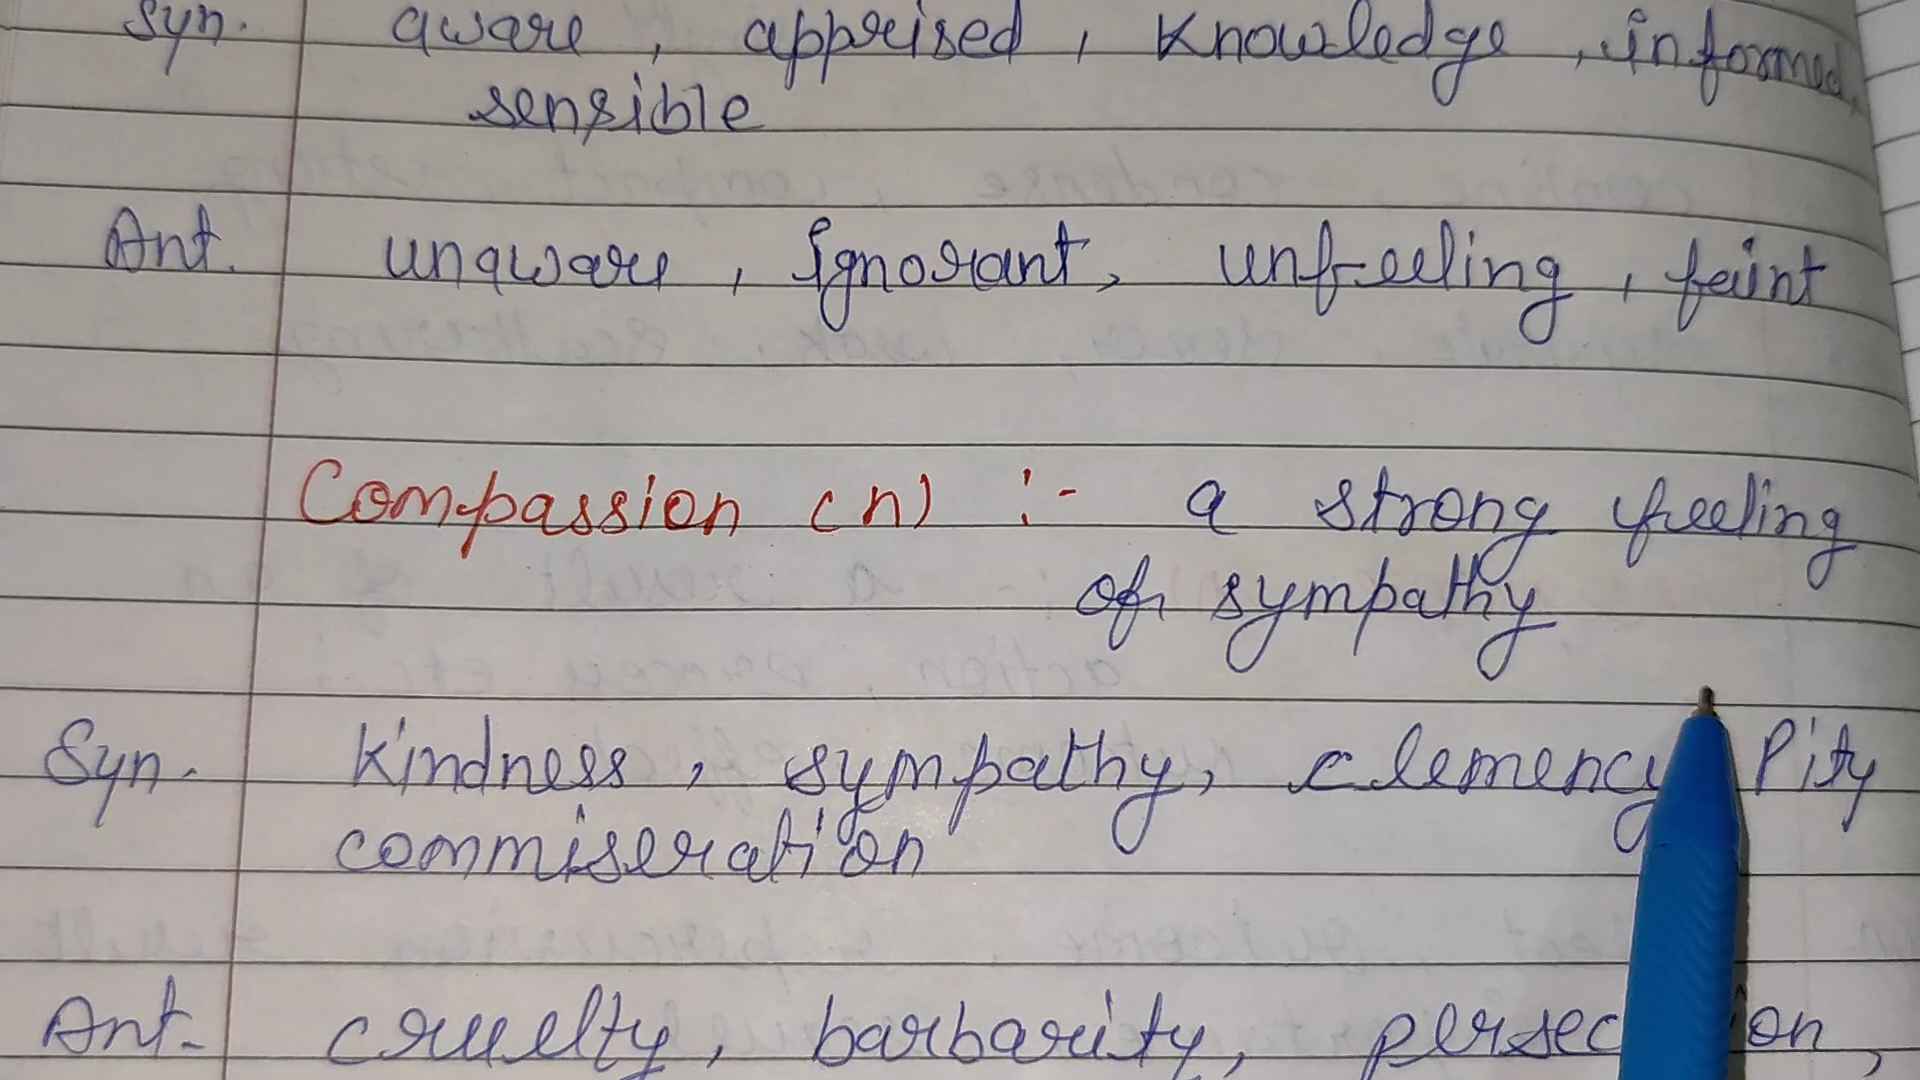 Syn. aware, apprised, Knowledge, informed,
sensible
Ant. unaware, ignorant, unfeeling, faint
Compassion (n) :- a strong feeling
of sympathy
Syn. Kindness, sympathy, clemency Pity
commiseration
Ant. cruelty, barbarity,